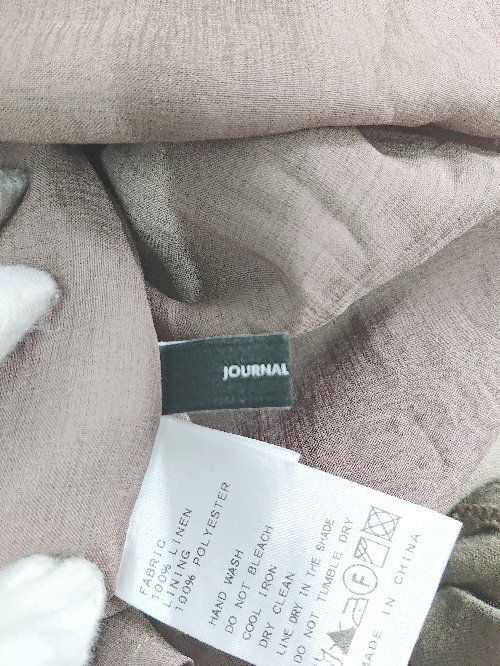 JOURNAL
FABRIC
100% LINEN
LINING
100% POLYESTER
HAND WASH
DO NOT BLEACH
COOL IRON
DRY CLEAN
LINE DRY IN THE SHADE
DO NOT TUMBLE DRY
F
MADE IN CHINA